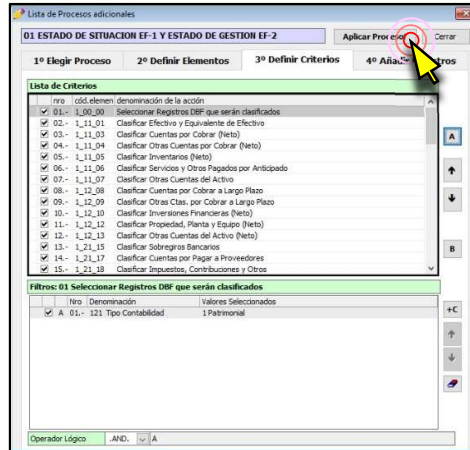 Lista de Procesos adicionales
01 ESTADO DE SITUACION EF-1 Y ESTADO DE GESTION EF-2
Aplicar Proceso Cerrar
1º Elegir Proceso 2º Definir Elementos 3º Definir Criterios 4º Añadir tros
Lista de Criterios
nro cód.elemen denominación de la acción
01.- 1_00_00 Seleccionar Registros DBF que serán clasificados
02.- 1_11_01 Clasificar Efectivo y Equivalente de Efectivo
03.- 1_11_03 Clasificar Cuentas por Cobrar (Neto)
04.- 1_11_04 Clasificar Otras Cuentas por Cobrar (Neto)
05.- 1_11_05 Clasificar Inventarios (Neto)
06.- 1_11_06 Clasificar Servicios y Otros Pagados por Anticipado
07.- 1_11_07 Clasificar Otras Cuentas del Activo
08.- 1_12_08 Clasificar Cuentas por Cobrar a Largo Plazo
09.- 1_12_09 Clasificar Otras Ctas. por Cobrar a Largo Plazo
10.- 1_12_10 Clasificar Inversiones Financieras (Neto)
11.- 1_12_12 Clasificar Propiedad, Planta y Equipo (Neto)
12.- 1_12_13 Clasificar Otras Cuentas del Activo (Neto)
13.- 1_21_15 Clasificar Sobregros Bancarios
14.- 1_21_17 Clasificar Cuentas por Pagar a Proveedores
15.- 1_21_18 Clasificar Impuestos, Contribuciones y Otros
A
B
Filtros: 01 Seleccionar Registros DBF que serán clasificados
Nro Denominación Valores Seleccionados
A 01.- 121 Tipo Contabilidad 1 Patrimonial
+C
Operador Lógico .AND. A